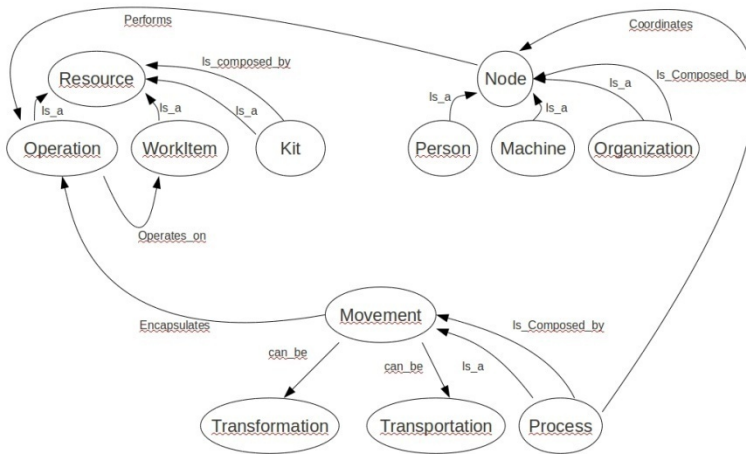 Performs
Coordinates
Is_composed_by
Resource
Node
Is_Composed_by
Is_a
Is_a
Is_a
Is_a
Is_a
Is_a
Operation
WorkItem
Kit
Person
Machine
Organization
Operates_on
Movement
Encapsulates
Is_Composed_by
can_be
can_be
Is_a
Transformation
Transportation
Process